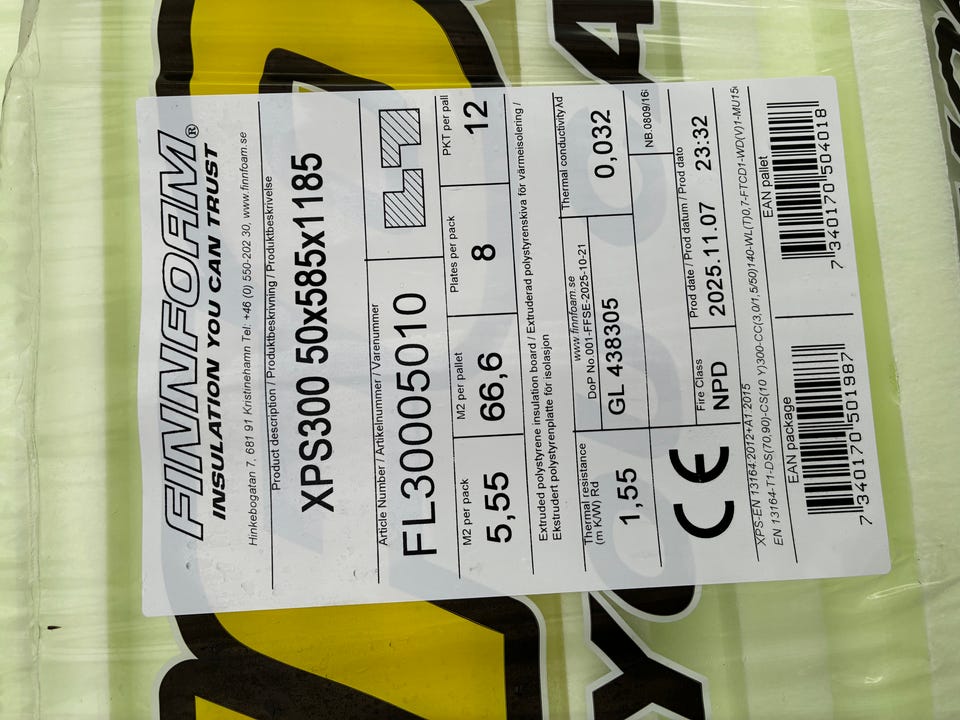 FINNFOAM®
INSULATION YOU CAN TRUST
Hinkebogatan 7, 681 91 Kristinehamn Tel: +46 (0) 550-202 30, www.finnfoam.se
Product description / Produktbeskrivning / Produktbeskrivelse
XPS300 50x585x1185
Article Number / Artikelnummer / Varenummer
FL30005010
M2 per pack M2 per pallet Plates per pack PKT per pall
5,55 66,6 8 12
Extruded polystyrene insulation board / Extruderad polystyrenskiva för värmeisolering /
Ekstrudert polystyrenplatte for isolasjon
Thermal resistance
(m K/W) Rd
1,55
www.finnfoam.se
DoP No.001-FFSE-2025-10-21
GL 438305
Thermal conductivity λd
0,032
NB.0809/16
CE
Fire Class
NPD
Prod date / Prod datum / Prod dato
2025.11.07 23:32
XPS-EN 13164:2012+A1:2015
EN 13164-T1-DS(70,90)-CS(10 Y)300-CC(3,0/1,5/50)140-WL(T)0,7-FTCD1-WD(V)1-MU15
EAN package
7 340170 501987
EAN pallet
7 340170 504018